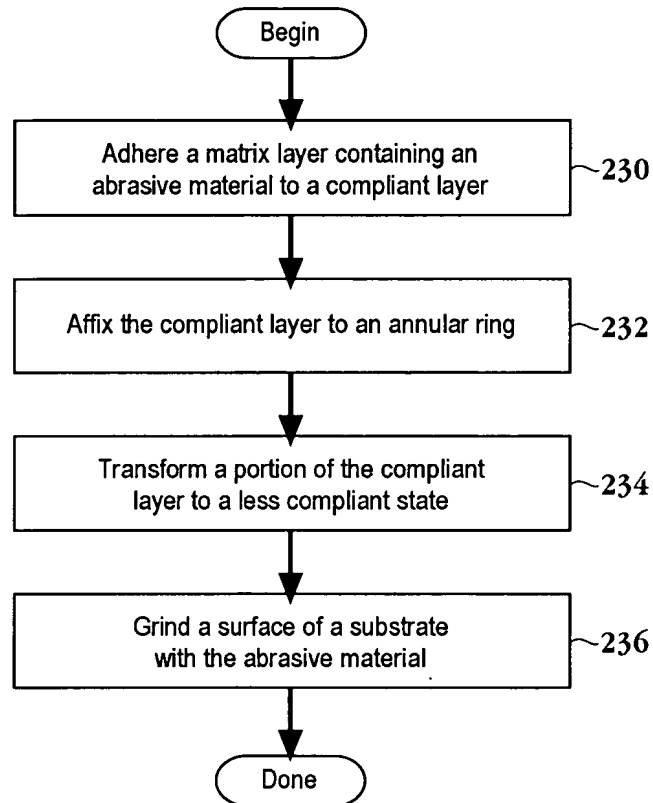 Begin
Adhere a matrix layer containing an
abrasive material to a compliant layer
230
Affix the compliant layer to an annular ring
232
Transform a portion of the compliant
layer to a less compliant state
234
Grind a surface of a substrate
with the abrasive material
236
Done